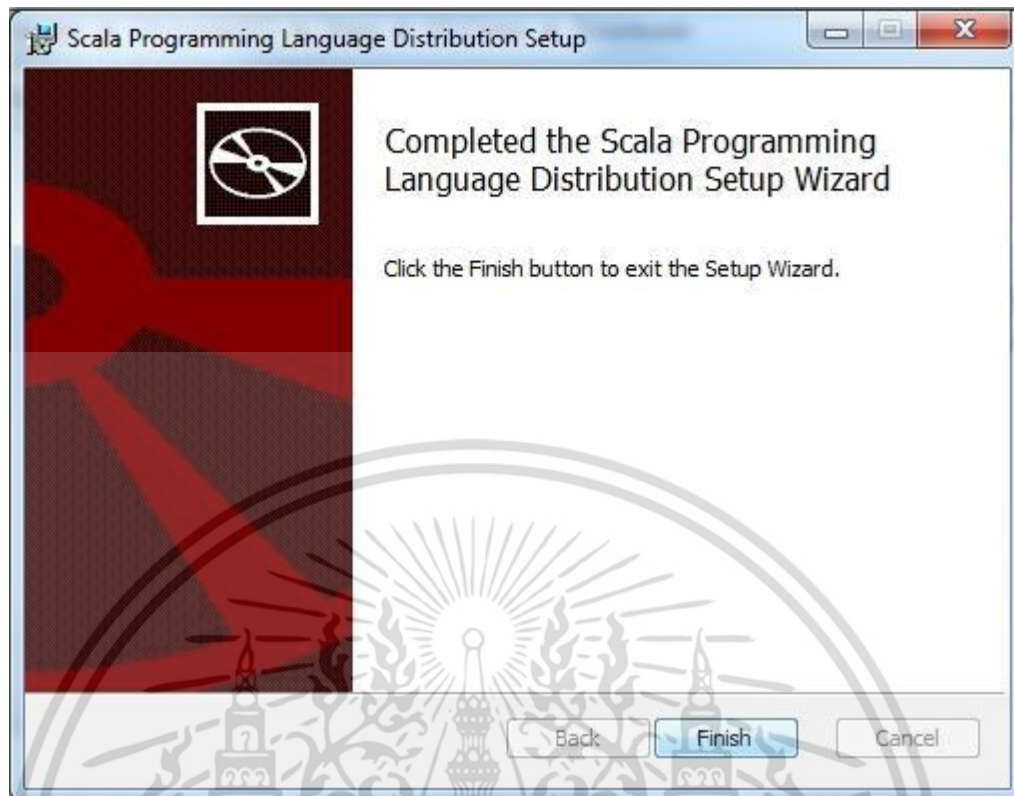 Scala Programming Language Distribution Setup
Completed the Scala Programming
Language Distribution Setup Wizard
Click the Finish button to exit the Setup Wizard.
Back Finish Cancel